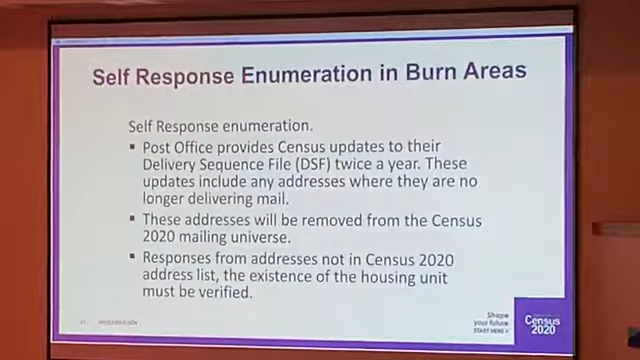 Self Response Enumeration in Burn Areas
Self Response enumeration.
▪ Post Office provides Census updates to their
Delivery Sequence File (DSF) twice a year. These
updates include any addresses where they are no
longer delivering mail.
▪ These addresses will be removed from the Census
2020 mailing universe.
▪ Responses from addresses not in Census 2020
address list, the existence of the housing unit
must be verified.
Shape
your future
START HERE >
Census
2020